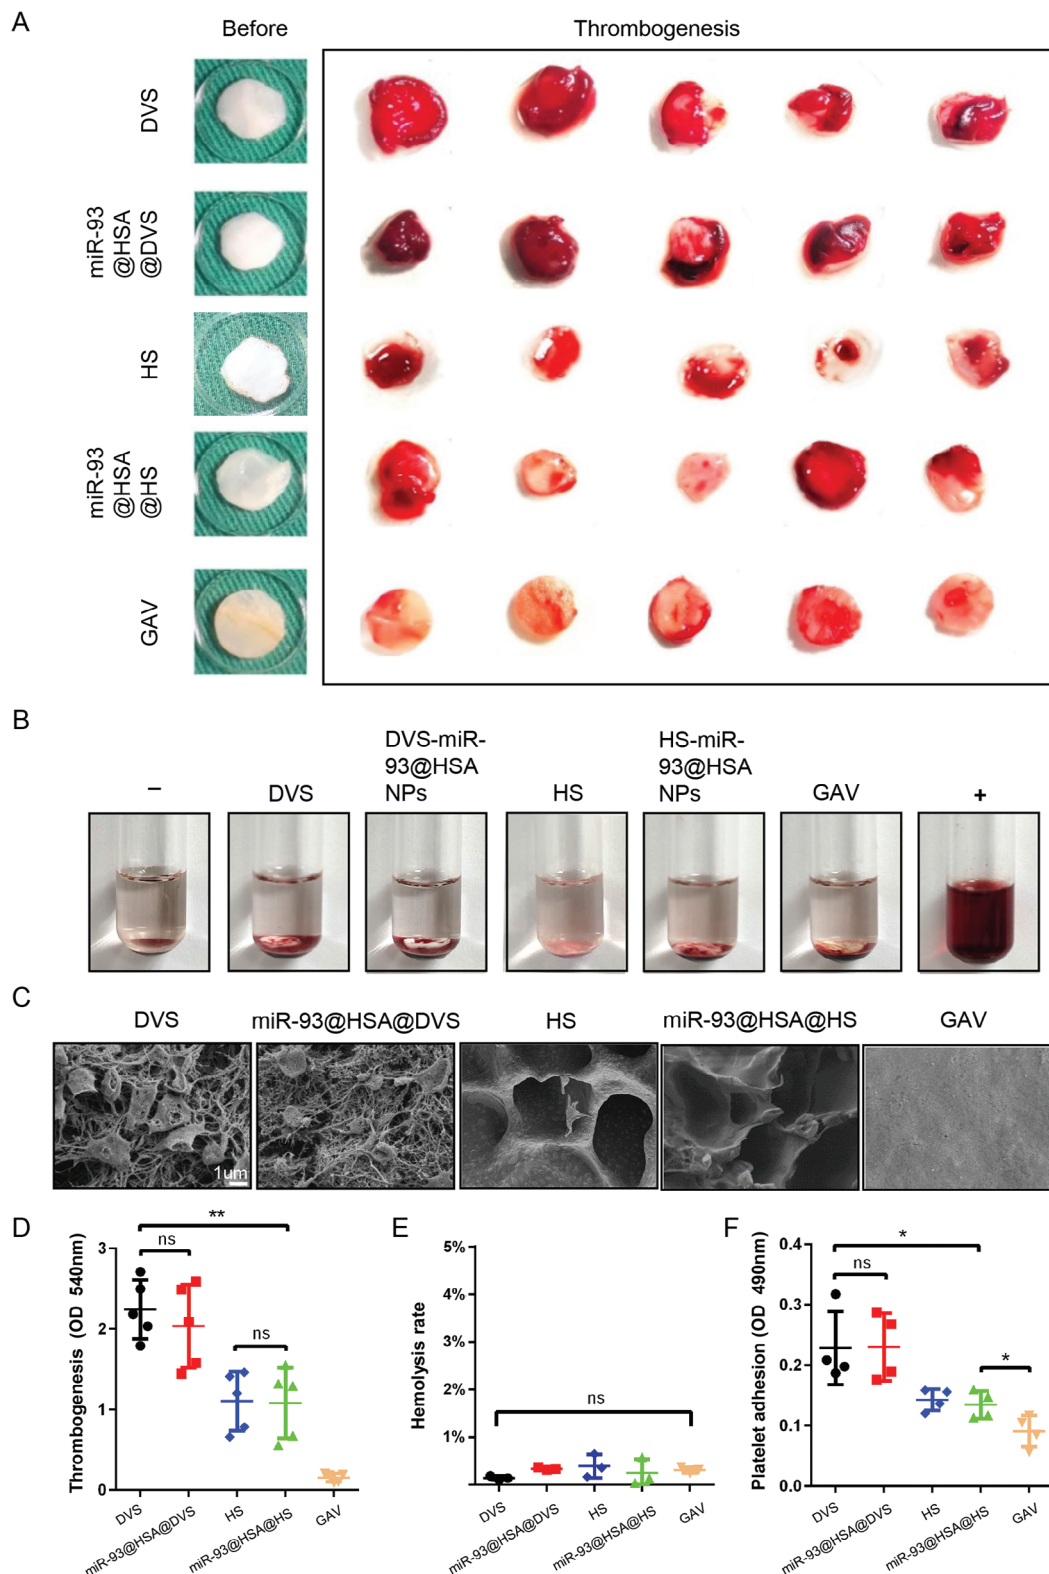 A
Before
Thrombogenesis
DVS
miR-93
@HSA
@DVS
HS
miR-93
@HSA
@HS
GAV
B
–
DVS
DVS-miR-
93@HSA
NPs
HS
HS-miR-
93@HSA
NPs
GAV
+
C
DVS
miR-93@HSA@DVS
HS
miR-93@HSA@HS
GAV
1um
D
**
ns
ns
Thrombogenesis (OD 540nm)
3
2
1
0
DVS
miR-93@HSA@DVS
HS
miR-93@HSA@HS
GAV
E
ns
Hemolysis rate
5%
4%
3%
2%
1%
DVS
miR-93@HSA@DVS
HS
miR-93@HSA@HS
GAV
F
*
ns
*
Platelet adhesion (OD 490nm)
0.4
0.3
0.2
0.1
0.0
DVS
miR-93@HSA@DVS
HS
miR-93@HSA@HS
GAV